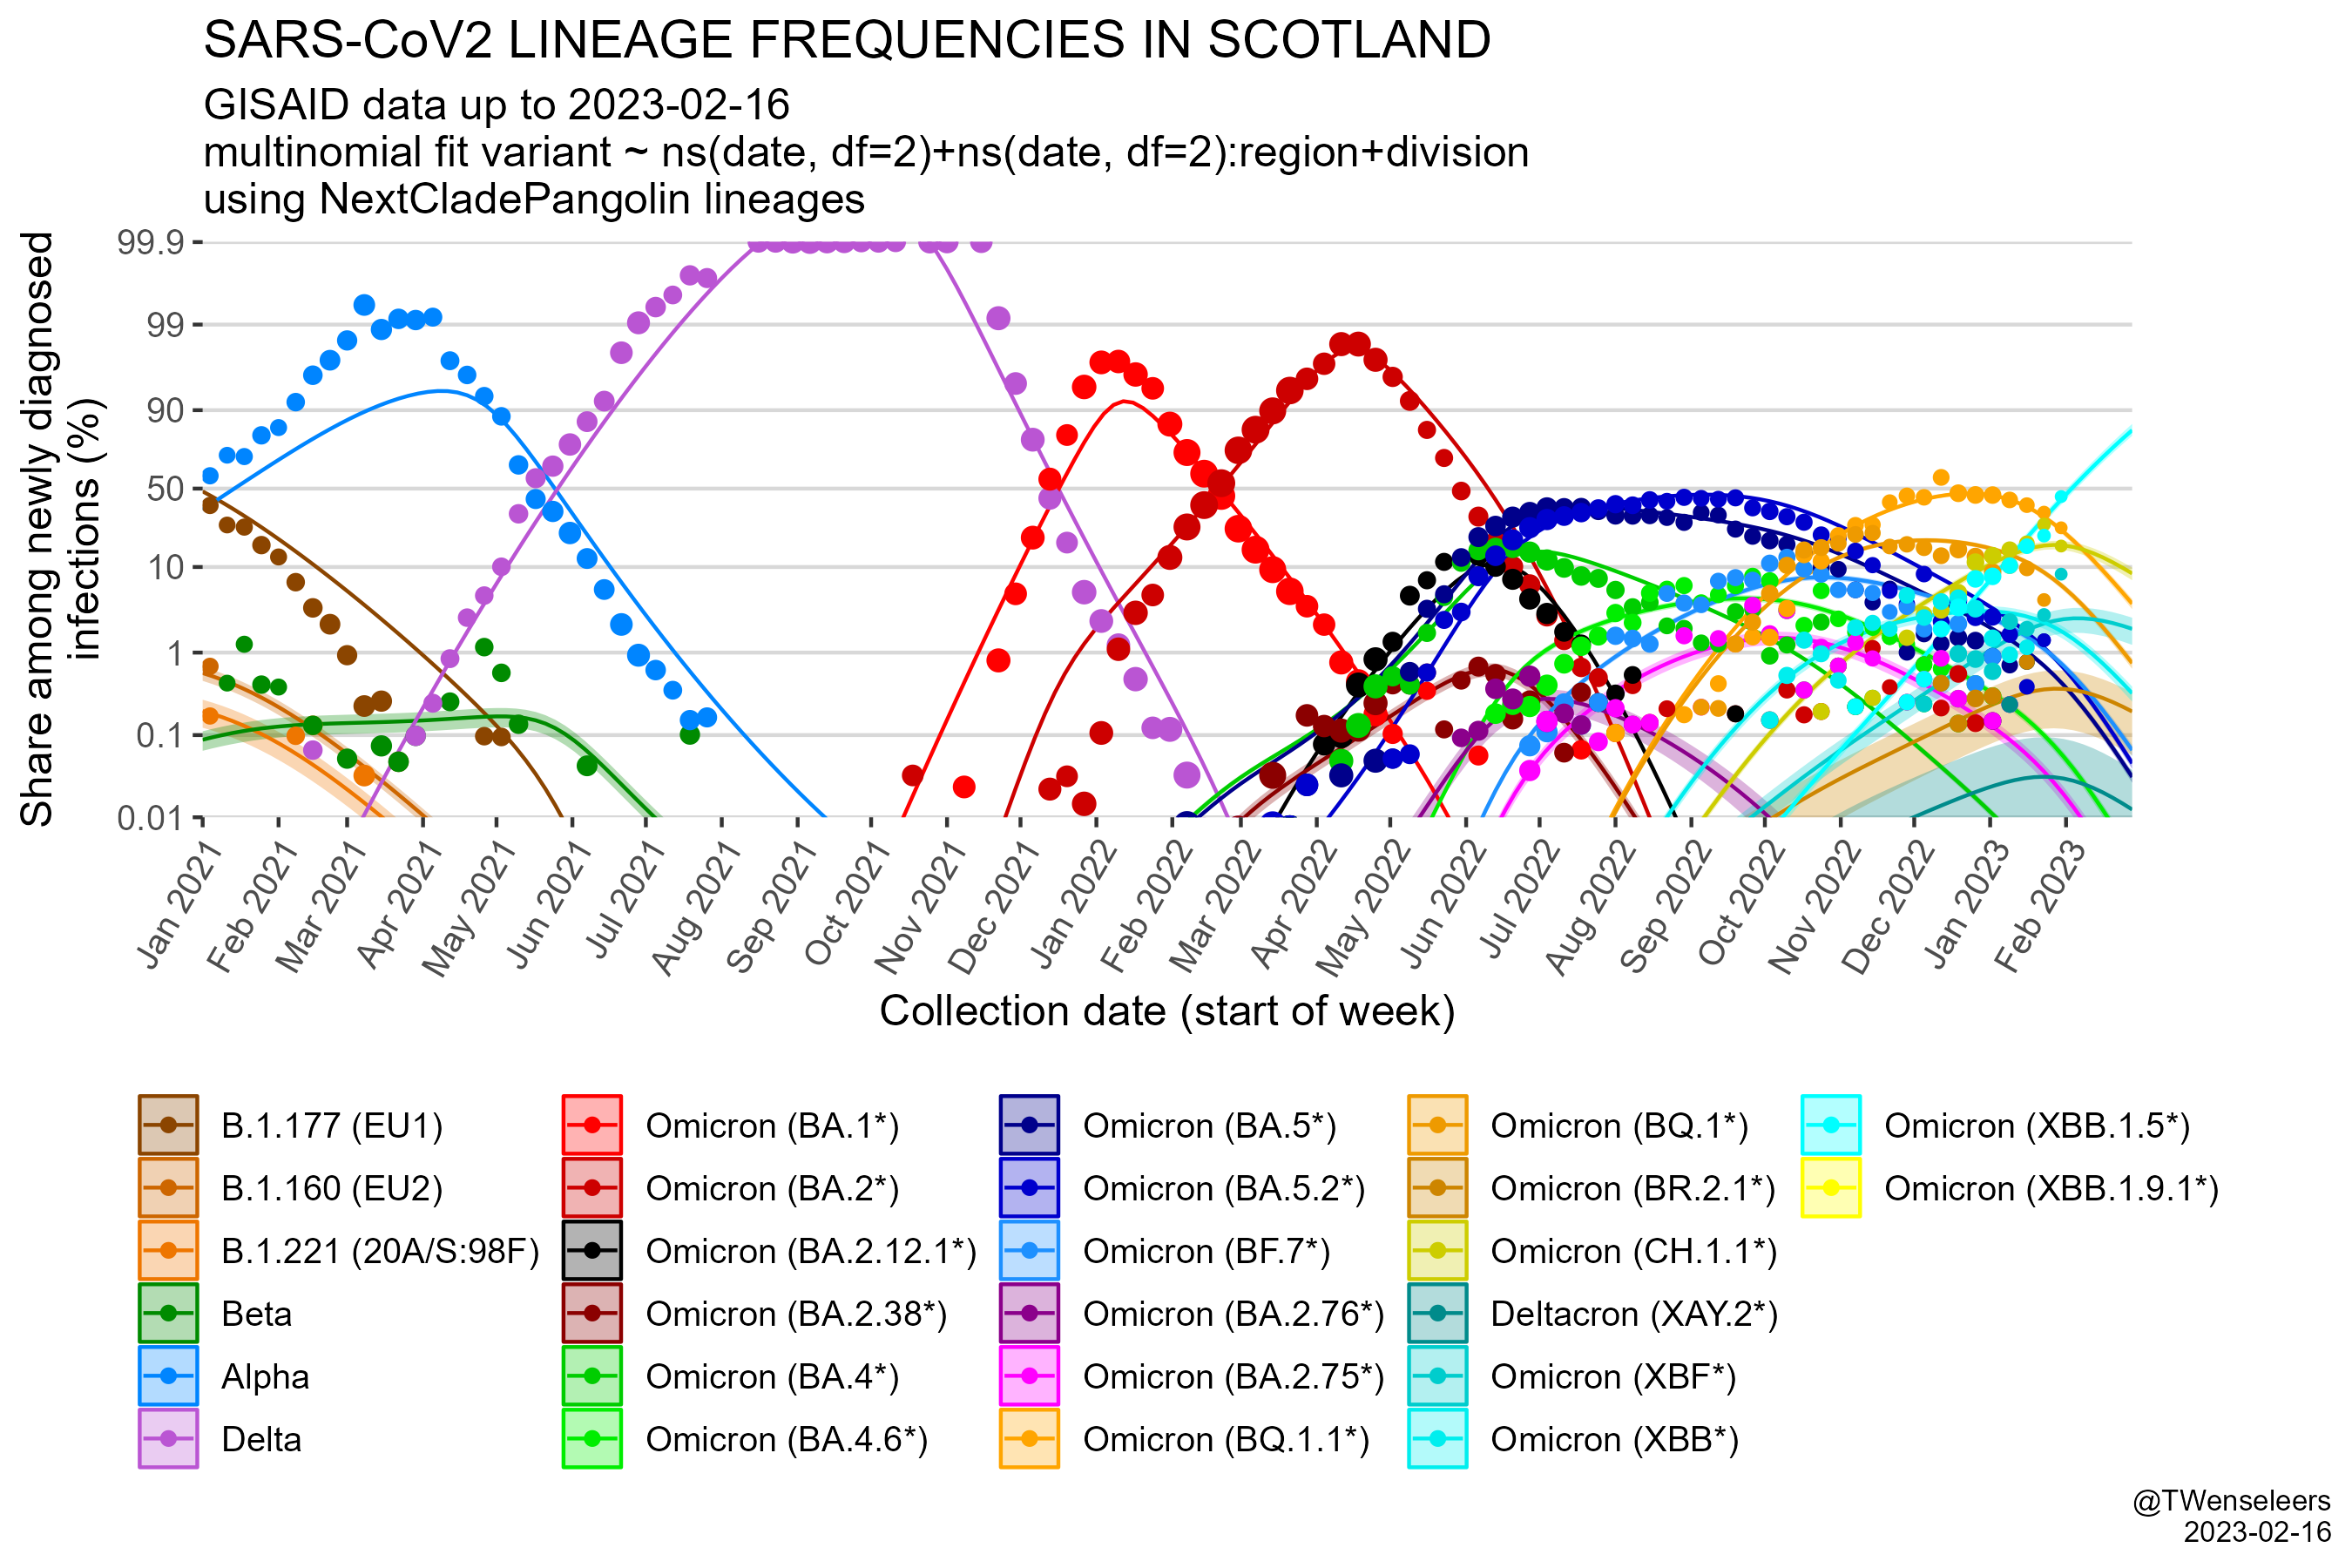 SARS-CoV2 LINEAGE FREQUENCIES IN SCOTLAND
GISAID data up to 2023-02-16
multinomial fit variant ~ ns(date, df=2)+ns(date, df=2):region+division
using NextCladePangolin lineages
Share among newly diagnosed
infections (%)
99.9
99
90
50
10
1
0.1
0.01
Jan 2021
Feb 2021
Mar 2021
Apr 2021
May 2021
Jun 2021
Jul 2021
Aug 2021
Sep 2021
Oct 2021
Nov 2021
Dec 2021
Jan 2022
Feb 2022
Mar 2022
Apr 2022
May 2022
Jun 2022
Jul 2022
Aug 2022
Sep 2022
Oct 2022
Nov 2022
Dec 2022
Jan 2023
Feb 2023
Collection date (start of week)
B.1.177 (EU1)
B.1.160 (EU2)
B.1.221 (20A/S:98F)
Beta
Alpha
Delta
Omicron (BA.1*)
Omicron (BA.2*)
Omicron (BA.2.12.1*)
Omicron (BA.2.38*)
Omicron (BA.4*)
Omicron (BA.4.6*)
Omicron (BA.5*)
Omicron (BA.5.2*)
Omicron (BF.7*)
Omicron (BA.2.76*)
Omicron (BA.2.75*)
Omicron (BQ.1.1*)
Omicron (BQ.1*)
Omicron (BR.2.1*)
Omicron (CH.1.1*)
Deltacron (XAY.2*)
Omicron (XBF*)
Omicron (XBB*)
Omicron (XBB.1.5*)
Omicron (XBB.1.9.1*)
@TWenseleers
2023-02-16